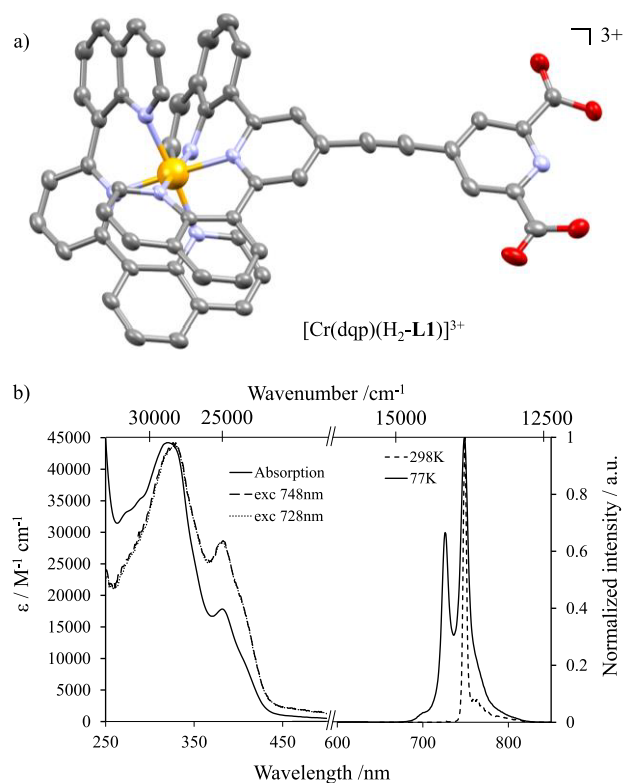 a)
3+
[Cr(dqp)(H₂-L1)]³⁺
b)
Wavenumber /cm⁻¹
30000 25000 15000 12500
45000
40000
35000
30000
25000
20000
15000
10000
5000
0
ε / M⁻¹ cm⁻¹
Absorption
exc 748nm
exc 728nm
298K
77K
1
0.8
0.6
0.4
0.2
0
Normalized intensity / a.u.
250 350 450 600 700 800
Wavelength /nm